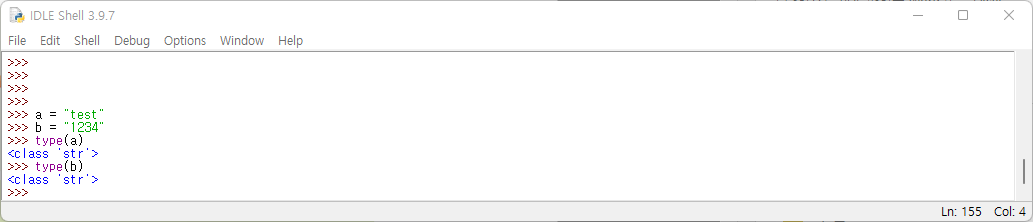 IDLE Shell 3.9.7
File Edit Shell Debug Options Window Help
>>>
>>>
>>>
>>>
>>> a = "test"
>>> b = "1234"
>>> type(a)
<class 'str'>
>>> type(b)
<class 'str'>
>>>
Ln: 155 Col: 4